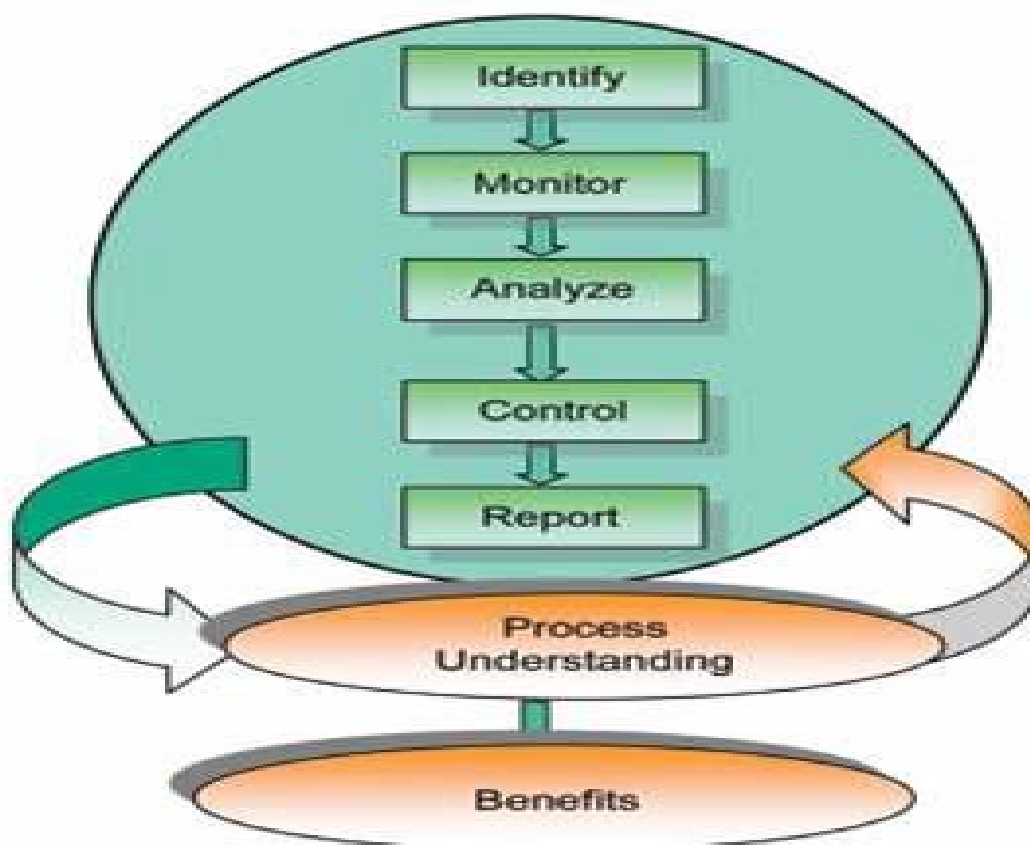 Identify
Monitor
Analyze
Control
Report
Process
Understanding
Benefits